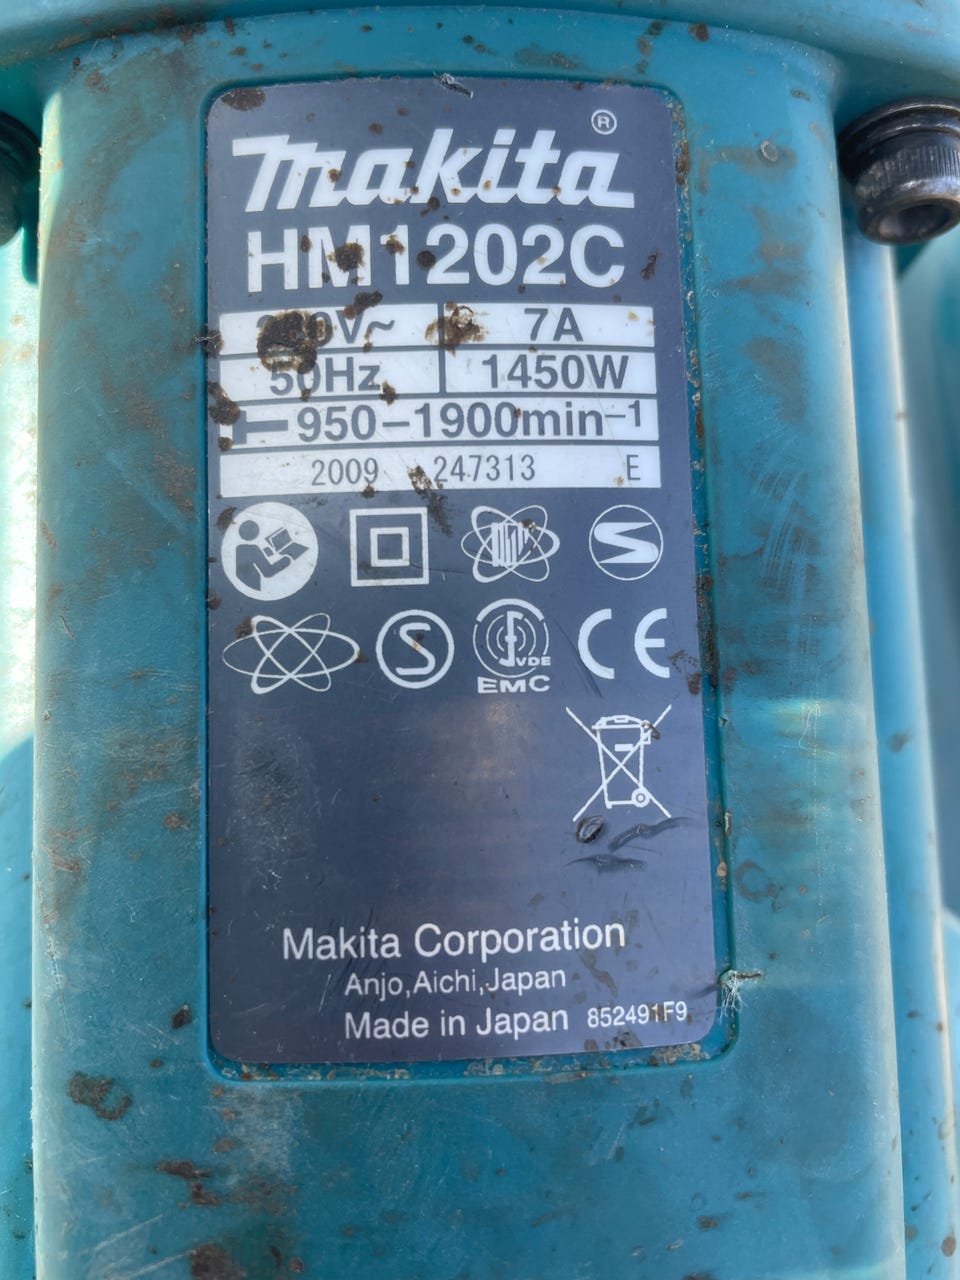 makita®
HM1202C
7A
50Hz 1450W
950–1900min⁻¹
2009 247313 E
S
VDE
EMC
CE
Makita Corporation
Anjo,Aichi,Japan
Made in Japan 852491F9